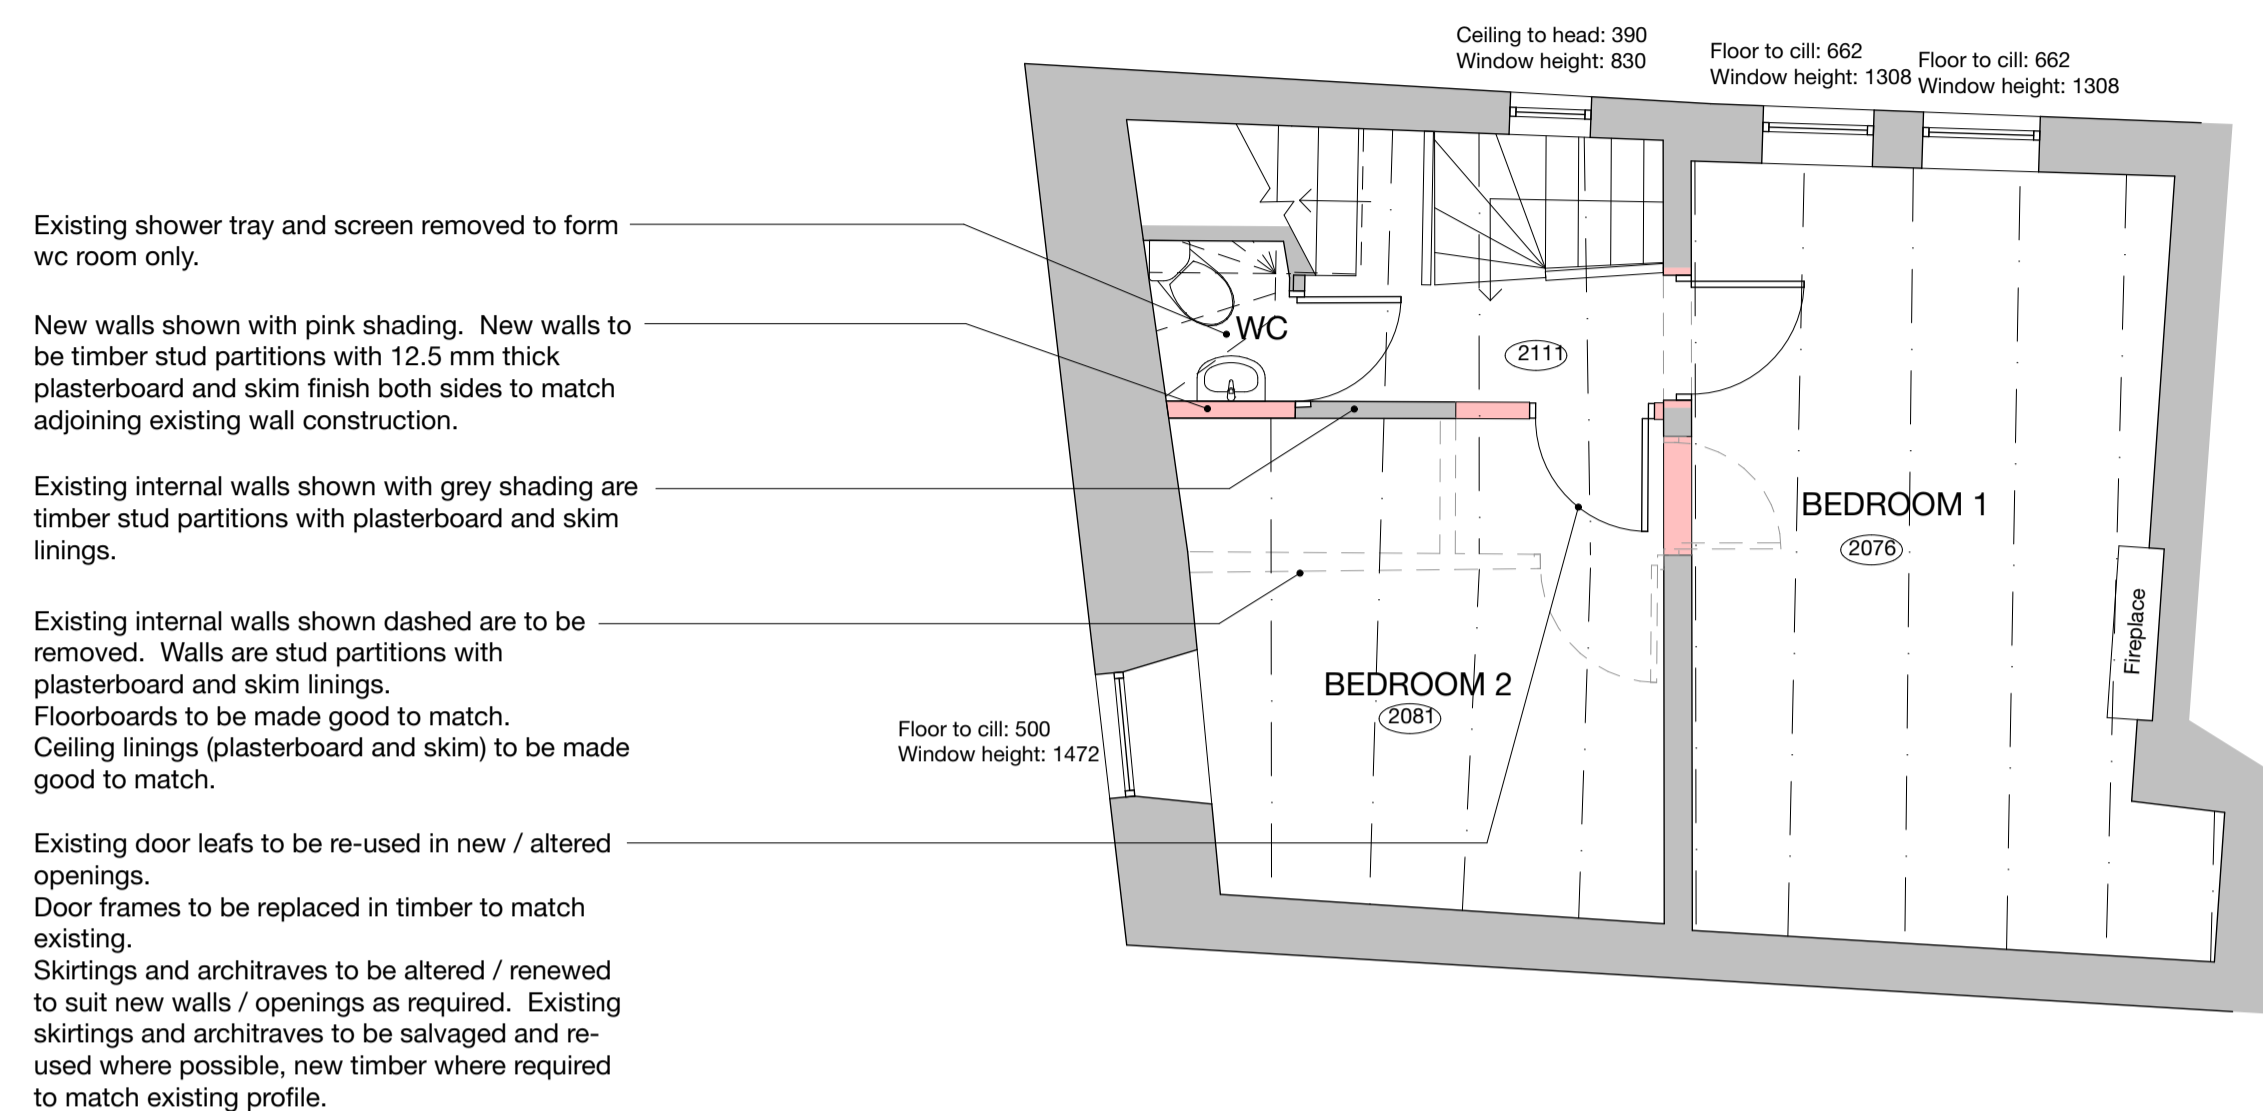 Ceiling to head: 390
Window height: 830
Floor to cill: 662
Window height: 1308
Floor to cill: 662
Window height: 1308
Existing shower tray and screen removed to form
wc room only.
New walls shown with pink shading.  New walls to
be timber stud partitions with 12.5 mm thick
plasterboard and skim finish both sides to match
adjoining existing wall construction.
Existing internal walls shown with grey shading are
timber stud partitions with plasterboard and skim
linings.
Existing internal walls shown dashed are to be
removed.  Walls are stud partitions with
plasterboard and skim linings.
Floorboards to be made good to match.
Ceiling linings (plasterboard and skim) to be made
good to match.
Existing door leafs to be re-used in new / altered
openings.
Door frames to be replaced in timber to match
existing.
Skirtings and architraves to be altered / renewed
to suit new walls / openings as required.  Existing
skirtings and architraves to be salvaged and re-
used where possible, new timber where required
to match existing profile.
WC
2111
BEDROOM 1
2076
Fireplace
BEDROOM 2
2081
Floor to cill: 500
Window height: 1472